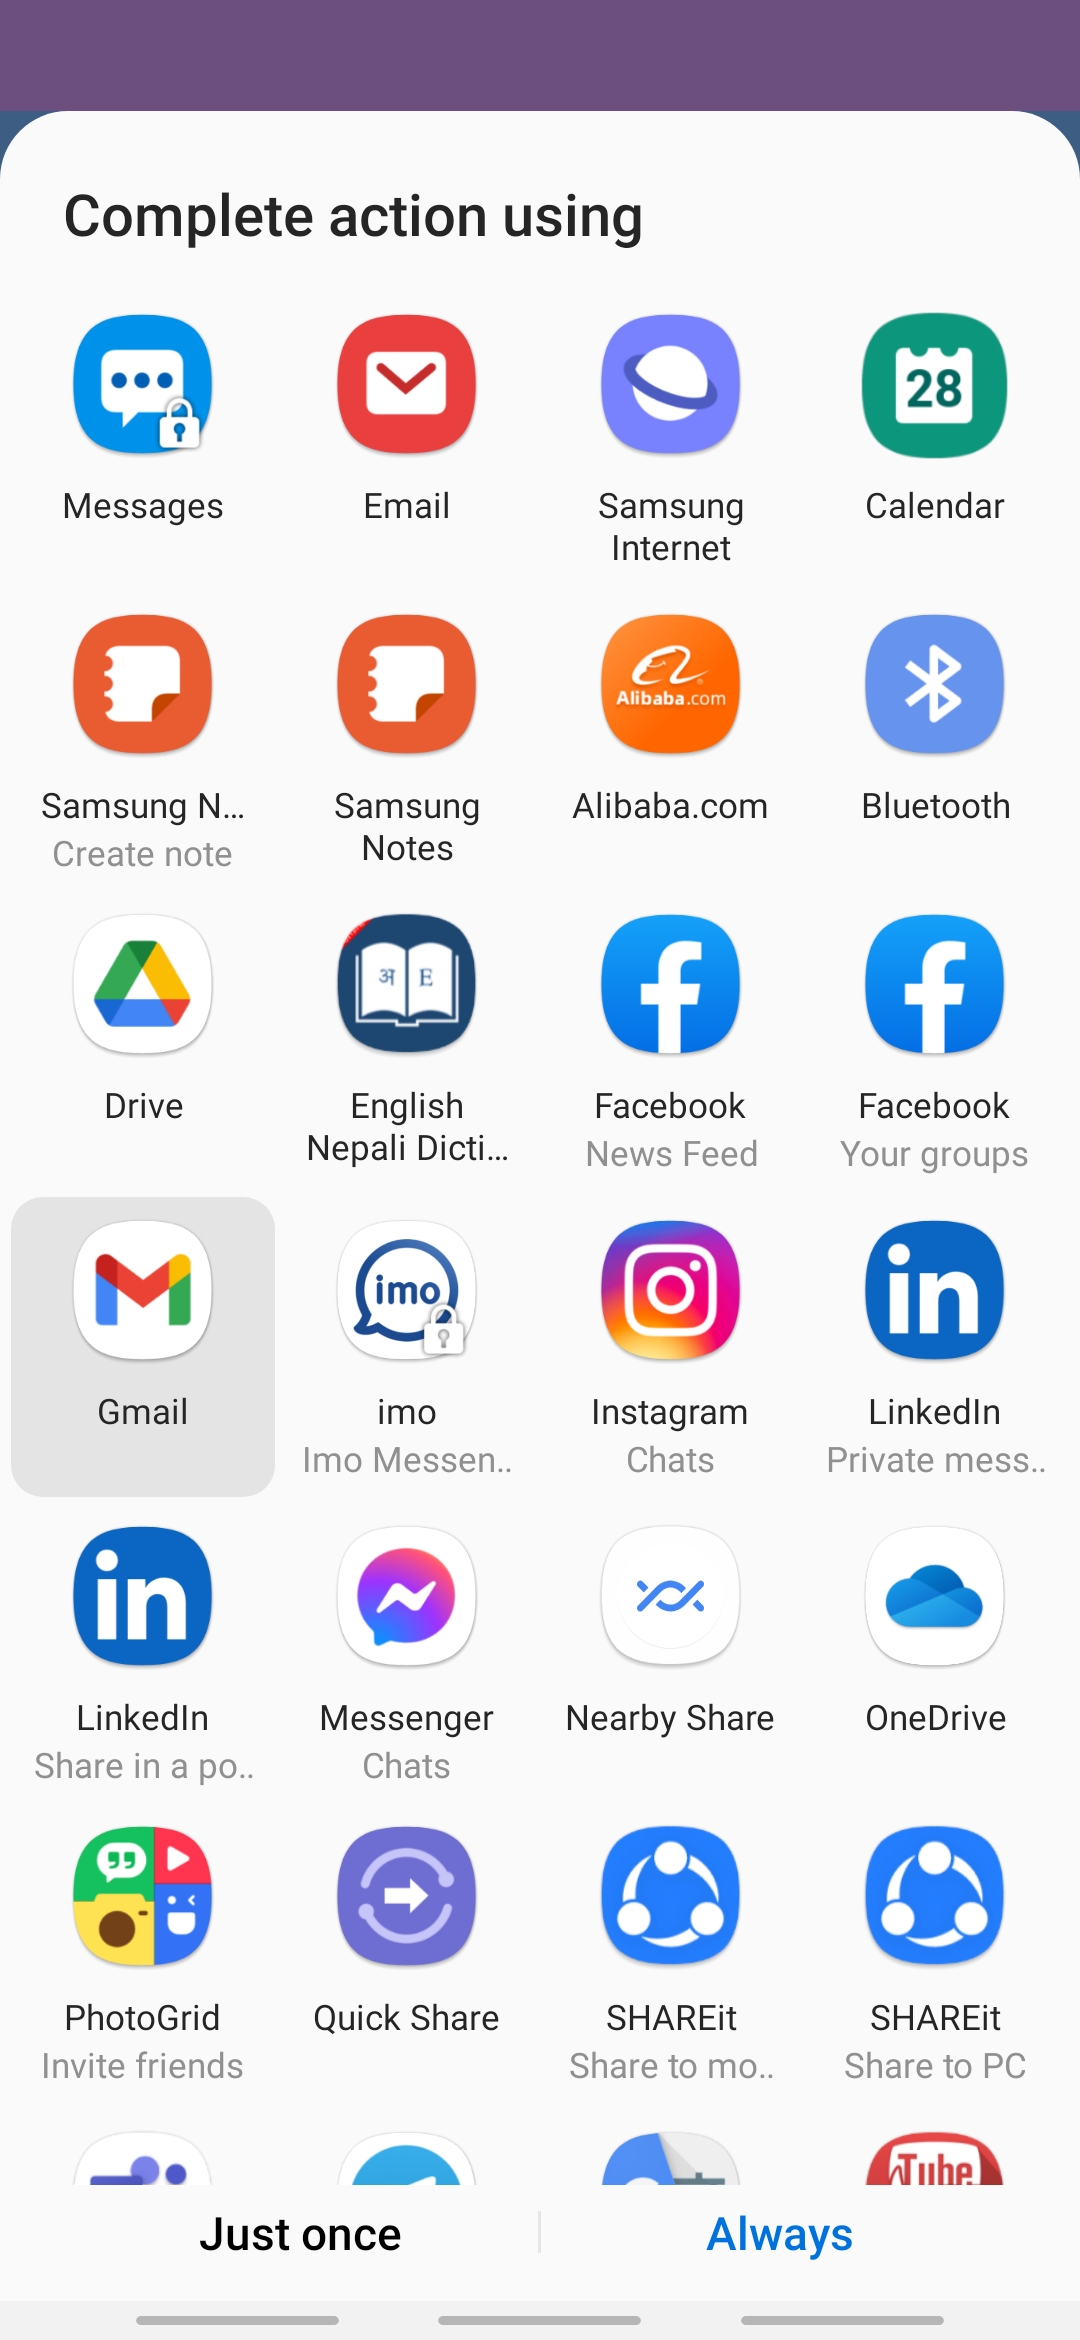 Complete action using
28
Messages
Email
Samsung
Internet
Calendar
Alibaba.com
Samsung N...
Create note
Samsung
Notes
Alibaba.com
Bluetooth
अ E
Drive
English
Nepali Dicti...
Facebook
News Feed
Facebook
Your groups
imo
in
Gmail
imo
Imo Messen..
Instagram
Chats
LinkedIn
Private mess..
in
LinkedIn
Share in a po..
Messenger
Chats
Nearby Share
OneDrive
PhotoGrid
Invite friends
Quick Share
SHAREit
Share to mo..
SHAREit
Share to PC
Tube
Just once
Always